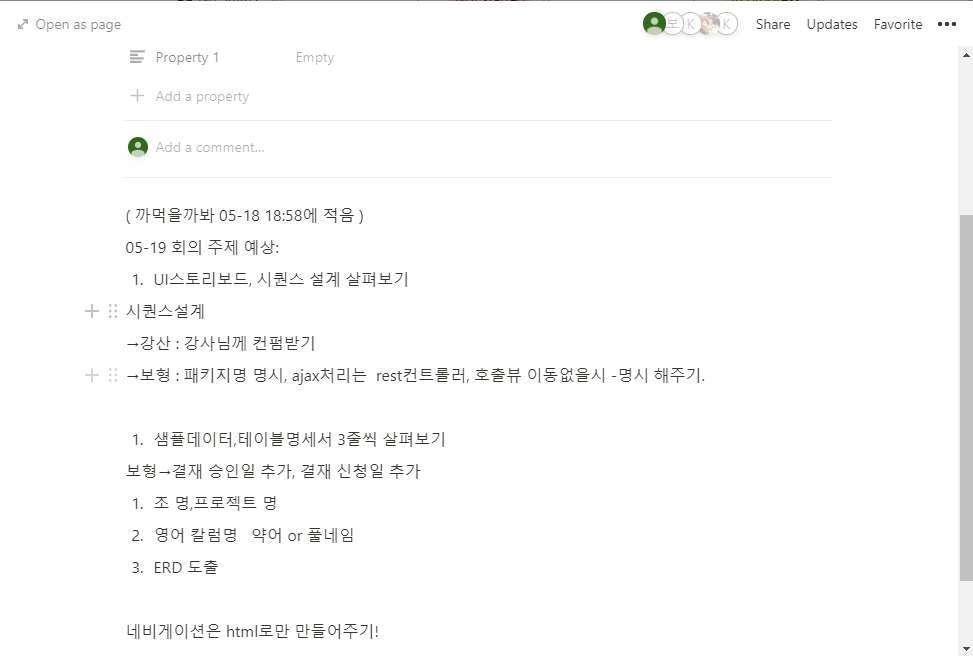 Open as page
보 K K
Share Updates Favorite •••
Property 1 Empty
Add a property
Add a comment...
( 까먹을까봐 05-18 18:58에 적음 )
05-19 회의 주제 예상:
1. UI스토리보드, 시퀀스 설계 살펴보기
시퀀스설계
→강산 : 강사님께 컨펌받기
→보형 : 패키지명 명시, ajax처리는 rest컨트롤러, 호출뷰 이동없을시 -명시 해주기.
1. 샘플데이터,테이블명세서 3줄씩 살펴보기
보형→결재 승인일 추가, 결재 신청일 추가
1. 조 명,프로젝트 명
2. 영어 칼럼명 약어 or 풀네임
3. ERD 도출
네비게이션은 html로만 만들어주기!